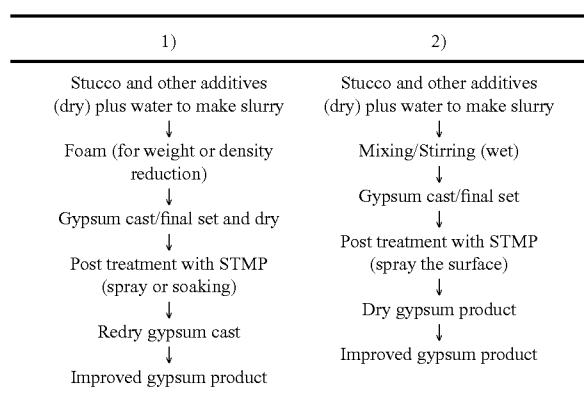 1)
2)
Stucco and other additives
(dry) plus water to make slurry
↓
Foam (for weight or density
reduction)
↓
Gypsum cast/final set and dry
↓
Post treatment with STMP
(spray or soaking)
↓
Redry gypsum cast
↓
Improved gypsum product
Stucco and other additives
(dry) plus water to make slurry
↓
Mixing/Stirring (wet)
↓
Gypsum cast/final set
↓
Post treatment with STMP
(spray the surface)
↓
Dry gypsum product
↓
Improved gypsum product